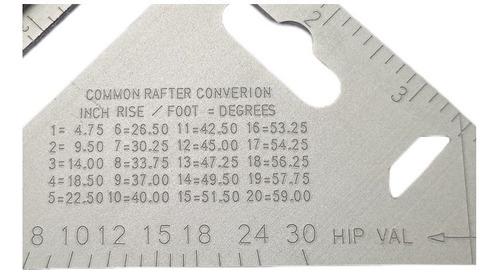 COMMON RAFTER CONVERION
INCH RISE / FOOT = DEGREES
1= 4.75 6=26.50 11=42.50 16=53.25
2= 9.50 7=30.25 12=45.00 17=54.25
3=14.00 8=33.75 13=47.25 18=56.25
4=18.50 9=37.00 14=49.50 19=57.75
5=22.50 10=40.00 15=51.50 20=59.00
8 10 12 15 18 24 30 HIP VAL
2
3